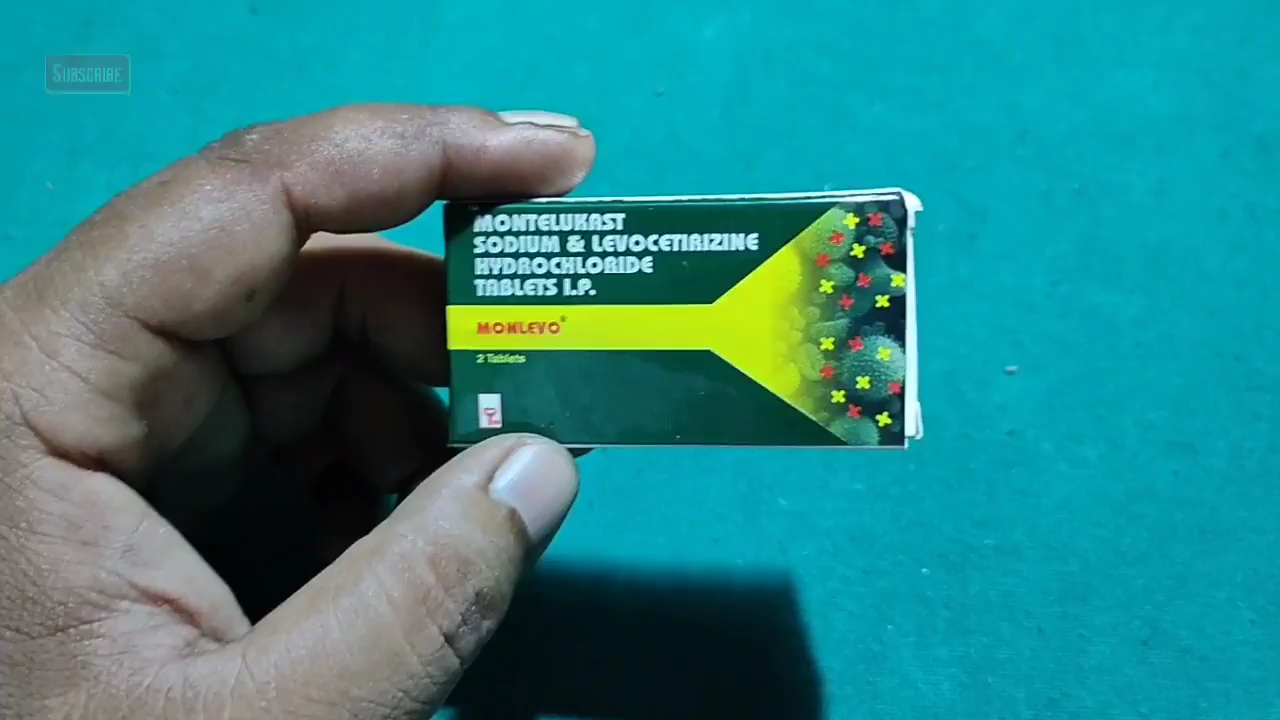 SUBSCRIBE
MONTELUKAST
SODIUM & LEVOCETIRIZINE
HYDROCHLORIDE
TABLETS I.P.
MONLEVO®
2 Tablets